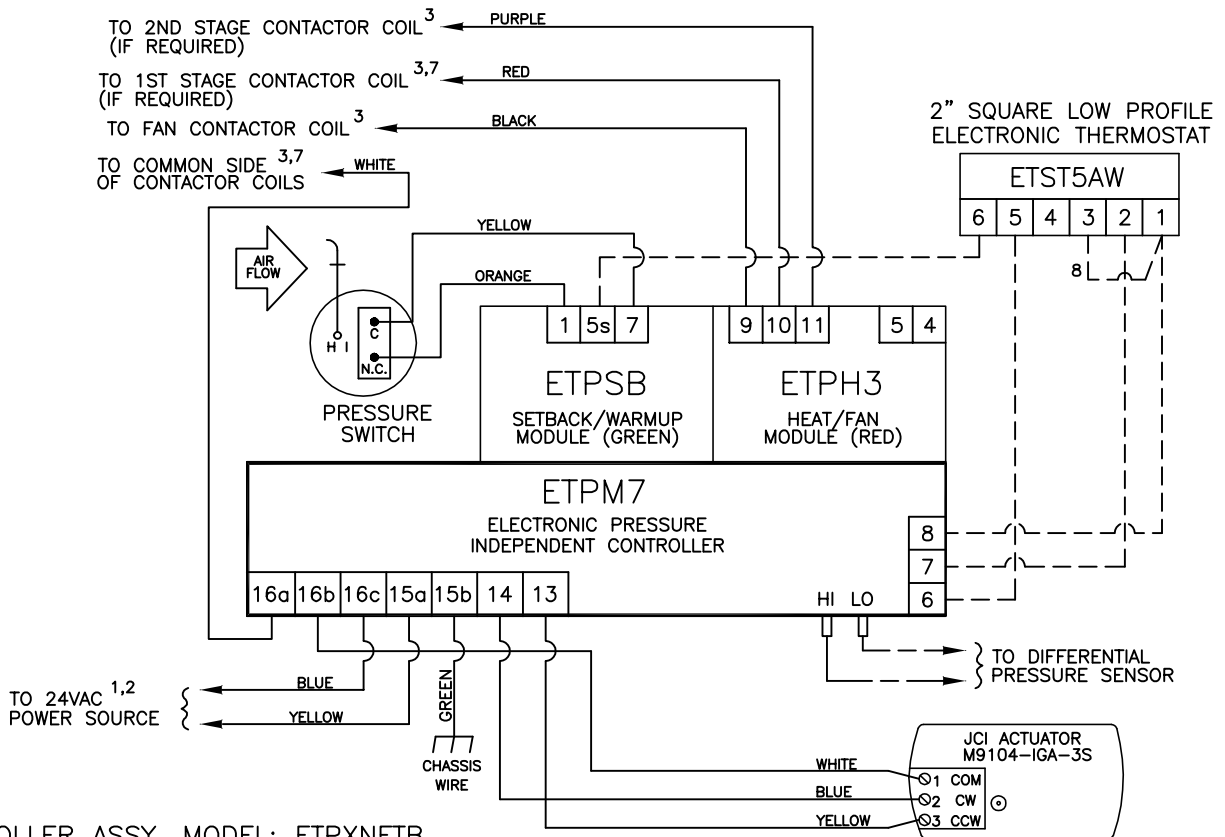 TO 2ND STAGE CONTACTOR COIL 3
(IF REQUIRED)
PURPLE
TO 1ST STAGE CONTACTOR COIL 3,7
(IF REQUIRED)
RED
TO FAN CONTACTOR COIL 3
BLACK
TO COMMON SIDE 3,7
OF CONTACTOR COILS
WHITE
2" SQUARE LOW PROFILE
ELECTRONIC THERMOSTAT
ETST5AW
6 5 4 3 2 1
8
YELLOW
ORANGE
AIR
FLOW
HI
C
N.C.
PRESSURE
SWITCH
1 5s 7
9 10 11 5 4
ETPSB
SETBACK/WARMUP
MODULE (GREEN)
ETPH3
HEAT/FAN
MODULE (RED)
ETPM7
ELECTRONIC PRESSURE
INDEPENDENT CONTROLLER
8
7
6
16a 16b 16c 15a 15b 14 13
HI LO
TO DIFFERENTIAL
PRESSURE SENSOR
TO 24VAC 1,2
POWER SOURCE
BLUE
YELLOW
GREEN
CHASSIS
WIRE
WHITE
BLUE
YELLOW
JCI ACTUATOR
M9104-IGA-3S
1 COM
2 CW
3 CCW